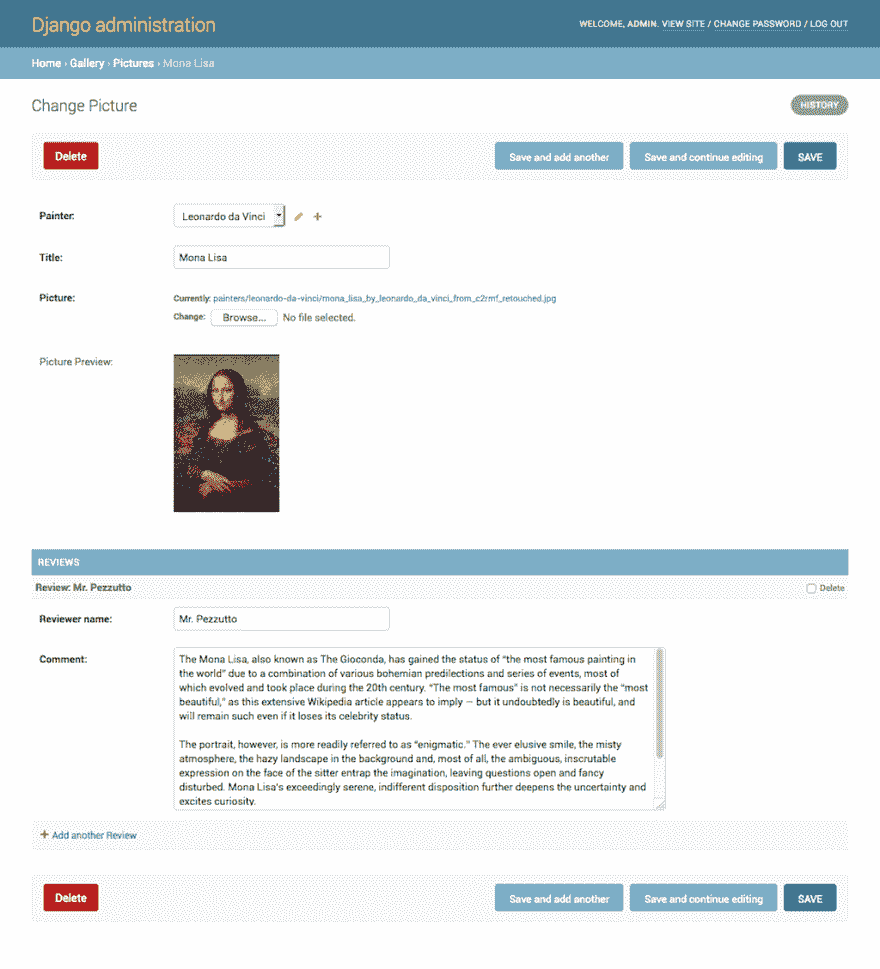 Django administration
WELCOME, ADMIN. VIEW SITE / CHANGE PASSWORD / LOG OUT
Home › Gallery › Pictures › Mona Lisa
Change Picture
HISTORY
Delete
Save and add another
Save and continue editing
SAVE
Painter:
Leonardo da Vinci
Title:
Mona Lisa
Picture:
Currently: painters/leonardo-da-vinci/mona_lisa_by_leonardo_da_vinci_from_c2rmf_retouched.jpg
Change: Browse... No file selected.
Picture Preview:
REVIEWS
Review: Mr. Pezzutto
Delete
Reviewer name:
Mr. Pezzutto
Comment:
The Mona Lisa, also known as The Gioconda, has gained the status of “the most famous painting in
the world” due to a combination of various bohemian predilections and series of events, most of
which evolved and took place during the 20th century. “The most famous” is not necessarily the “most
beautiful,” as this extensive Wikipedia article appears to imply — but it undoubtedly is beautiful, and
will remain such even if it loses its celebrity status.
The portrait, however, is more readily referred to as “enigmatic.” The ever elusive smile, the misty
atmosphere, the hazy landscape in the background and, most of all, the ambiguous, inscrutable
expression on the face of the sitter entrap the imagination, leaving questions open and fancy
disturbed. Mona Lisa’s exceedingly serene, indifferent disposition further deepens the uncertainty and
excites curiosity.
+ Add another Review
Delete
Save and add another
Save and continue editing
SAVE